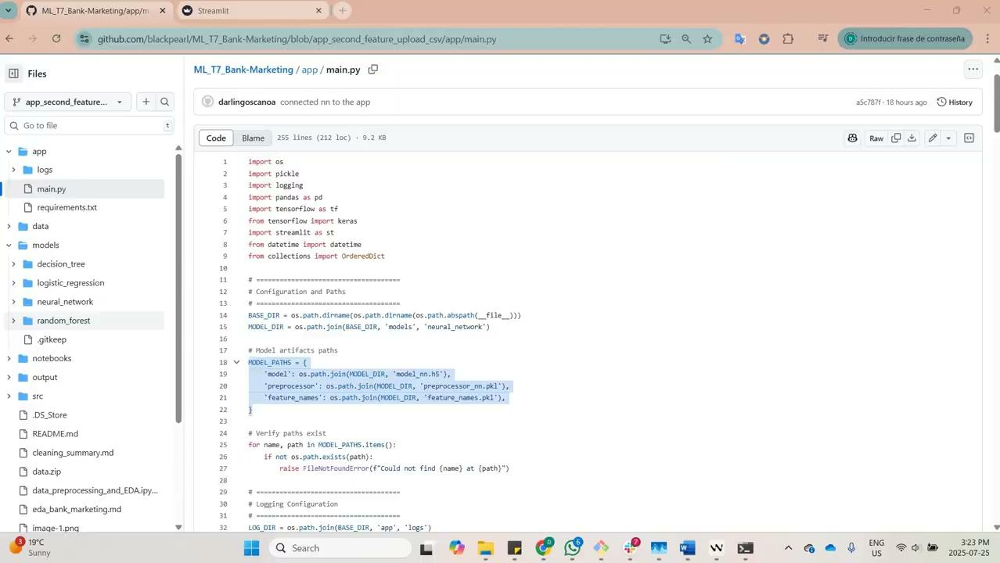 ML_T7_Bank-Marketing/app/m
Streamlit
github.com/blackpearl/ML_T7_Bank-Marketing/blob/app_second_feature_upload_csv/app/main.py
Introducir frase de contraseña
Files
app_second_feature...
Go to file
t
app
logs
main.py
requirements.txt
data
models
decision_tree
logistic_regression
neural_network
random_forest
.gitkeep
notebooks
output
src
.DS_Store
README.md
cleaning_summary.md
data.zip
data_preprocessing_and_EDA.ipy...
eda_bank_marketing.md
image-1.png
ML_T7_Bank-Marketing / app / main.py
darlingoscanoa connected nn to the app
a5c787f · 18 hours ago History
Code Blame 255 lines (212 loc) · 9.2 KB
Raw
1 import os
2 import pickle
3 import logging
4 import pandas as pd
5 import tensorflow as tf
6 from tensorflow import keras
7 import streamlit as st
8 from datetime import datetime
9 from collections import OrderedDict
10
11 # =====================================
12 # Configuration and Paths
13 # =====================================
14 BASE_DIR = os.path.dirname(os.path.dirname(os.path.abspath(__file__)))
15 MODEL_DIR = os.path.join(BASE_DIR, 'models', 'neural_network')
16
17 # Model artifacts paths
18 MODEL_PATHS = {
19 'model': os.path.join(MODEL_DIR, 'model_nn.h5'),
20 'preprocessor': os.path.join(MODEL_DIR, 'preprocessor_nn.pkl'),
21 'feature_names': os.path.join(MODEL_DIR, 'feature_names.pkl'),
22 }
23
24 # Verify paths exist
25 for name, path in MODEL_PATHS.items():
26 if not os.path.exists(path):
27 raise FileNotFoundError(f"Could not find {name} at {path}")
28
29 # =====================================
30 # Logging Configuration
31 # =====================================
32 LOG_DIR = os.path.join(BASE_DIR, 'app', 'logs')
3
19°C
Sunny
Search
D
6
7
ENG
US
3:23 PM
2025-07-25